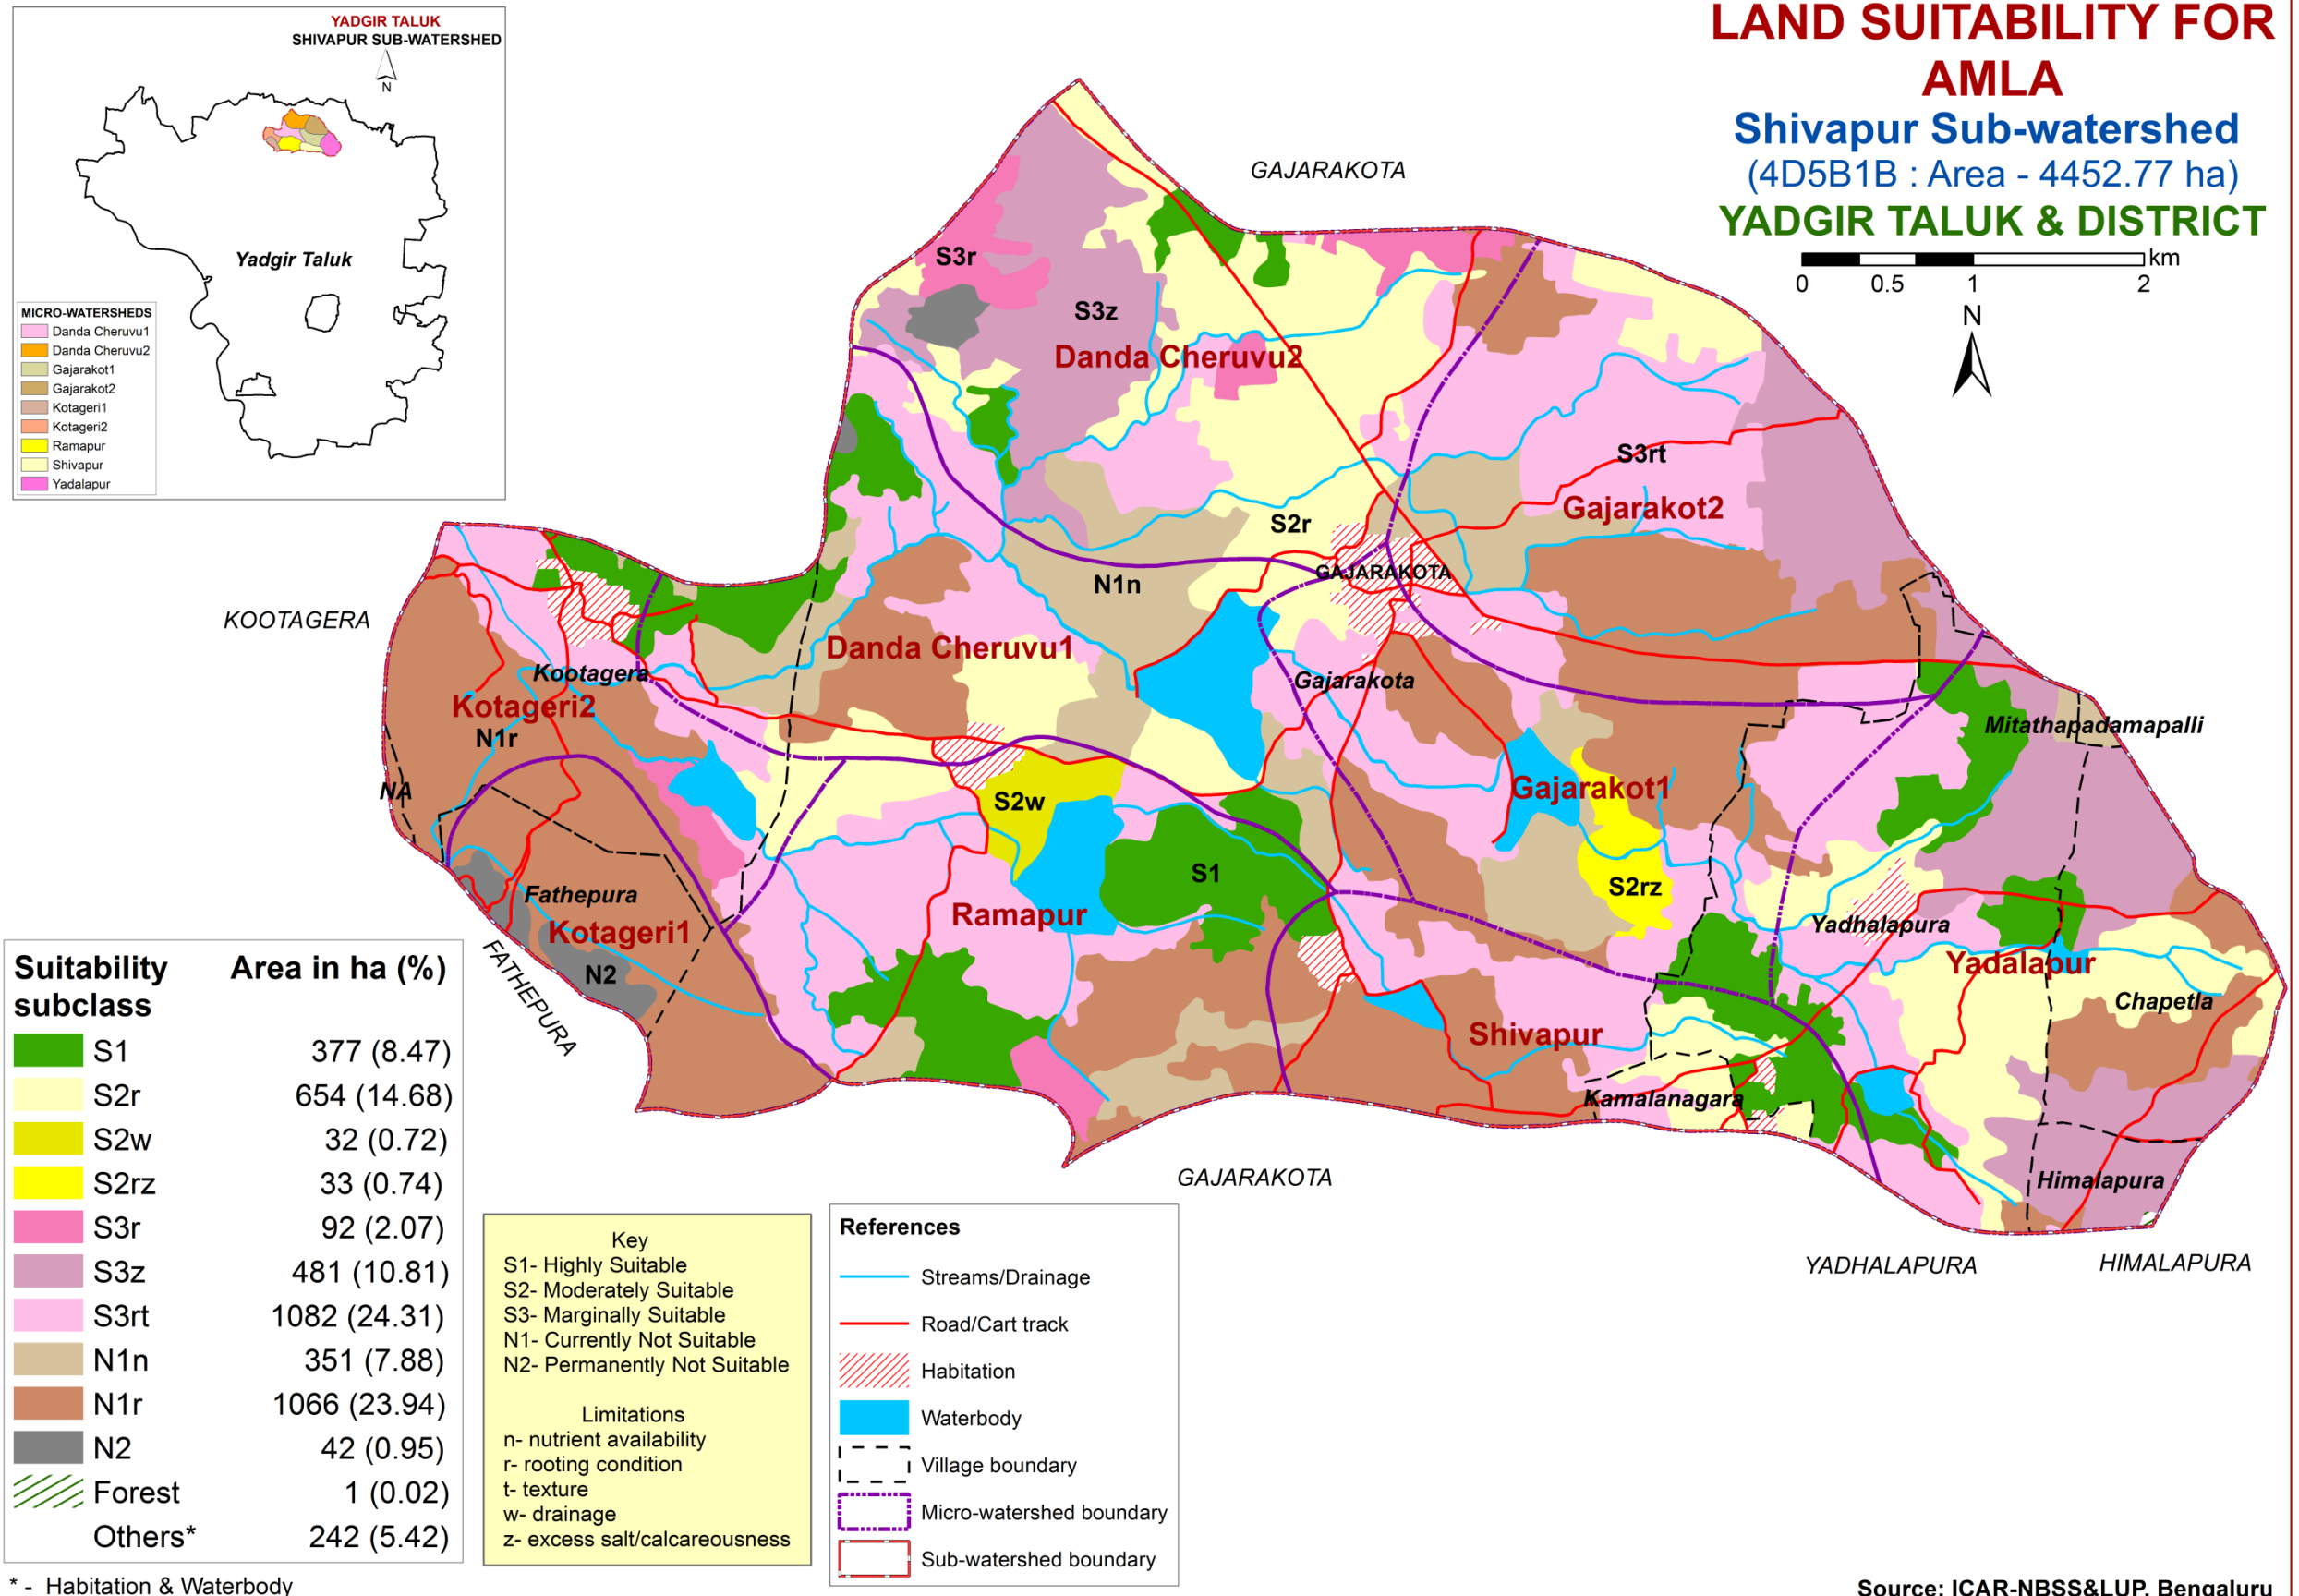 YADGIR TALUK
SHIVAPUR SUB-WATERSHED
N
Yadgir Taluk
MICRO-WATERSHEDS
Danda Cheruvu1
Danda Cheruvu2
Gajarakot1
Gajarakot2
Kotageri1
Kotageri2
Ramapur
Shivapur
Yadalapur
LAND SUITABILITY FOR
AMLA
Shivapur Sub-watershed
(4D5B1B : Area - 4452.77 ha)
YADGIR TALUK & DISTRICT
km
0 0.5 1 2
N
GAJARAKOTA
S3r
S3z
Danda Cheruvu2
S3rt
Gajarakot2
S2r
GAJARAKOTA
N1n
KOOTAGERA
Danda Cheruvu1
Kootagera
Gajarakota
Kotageri2
N1r
Mitathapadamapalli
NA
S2w
Gajarakot1
S1
S2rz
Fathepura
Ramapur
Yadhalapura
Kotageri1
Yadalapur
N2
FATHEPURA
Chapetla
Shivapur
Kamalanagara
GAJARAKOTA
Himalapura
YADHALAPURA
HIMALAPURA
Suitability subclass Area in ha (%)
S1 377 (8.47)
S2r 654 (14.68)
S2w 32 (0.72)
S2rz 33 (0.74)
S3r 92 (2.07)
S3z 481 (10.81)
S3rt 1082 (24.31)
N1n 351 (7.88)
N1r 1066 (23.94)
N2 42 (0.95)
Forest 1 (0.02)
Others* 242 (5.42)
* - Habitation & Waterbody
Key
S1- Highly Suitable
S2- Moderately Suitable
S3- Marginally Suitable
N1- Currently Not Suitable
N2- Permanently Not Suitable
Limitations
n- nutrient availability
r- rooting condition
t- texture
w- drainage
z- excess salt/calcareousness
References
Streams/Drainage
Road/Cart track
Habitation
Waterbody
Village boundary
Micro-watershed boundary
Sub-watershed boundary
Source: ICAR-NBSS&LUP, Bengaluru